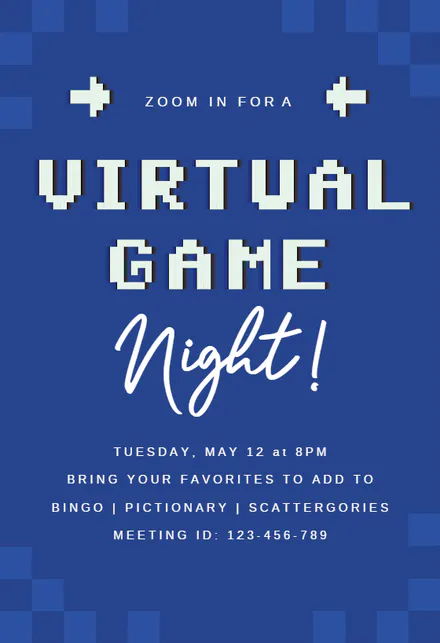 ZOOM IN FOR A
VIRTUAL
GAME
Night!
TUESDAY, MAY 12 at 8PM
BRING YOUR FAVORITES TO ADD TO
BINGO | PICTIONARY | SCATTERGORIES
MEETING ID: 123-456-789